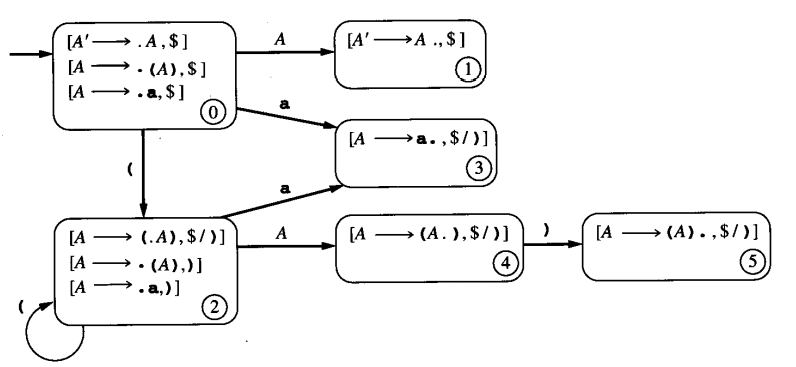 [A′ ⟶ .A,$]
[A ⟶ .(A),$]
[A ⟶ .a,$]
0
A
[A′ ⟶A.,$]
1
a
[A ⟶a.,$/)]
3
(
a
[A ⟶ (.A),$/)]
[A ⟶ .(A),)]
[A ⟶ .a,)]
2
A
[A ⟶(A.),$/)]
4
)
[A ⟶(A).,$/)]
5
(